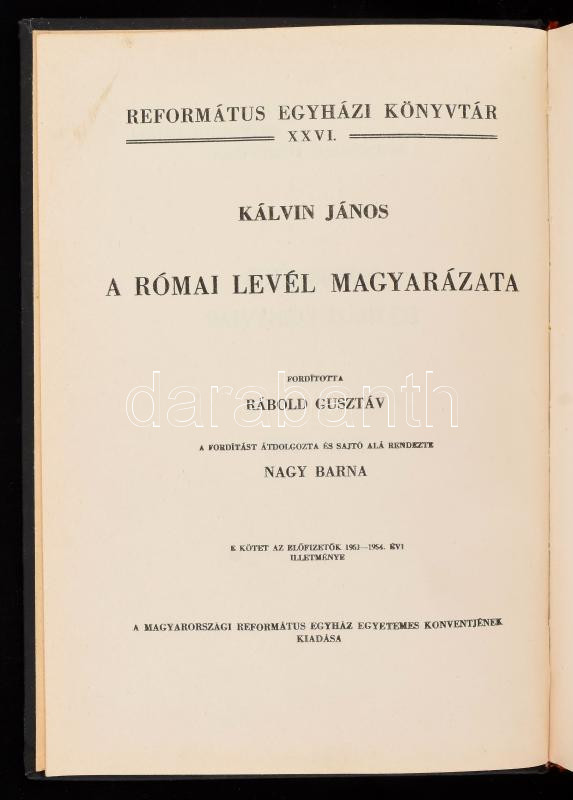 REFORMÁTUS EGYHÁZI KÖNYVTÁR
XXVI.
KÁLVIN JÁNOS
A RÓMAI LEVÉL MAGYARÁZATA
FORDÍTOTTA
RÁBOLD GUSZTÁV
darabanth
A FORDÍTÁST ÁTDOLGOZTA ÉS SAJTÓ ALÁ RENDEZTE
NAGY BARNA
E KÖTET AZ ELŐFIZETŐK 1953—1954. ÉVI
ILLETMÉNYE
A MAGYARORSZÁGI REFORMÁTUS EGYHÁZ EGYETEMES KONVENTJÉNEK
KIADÁSA